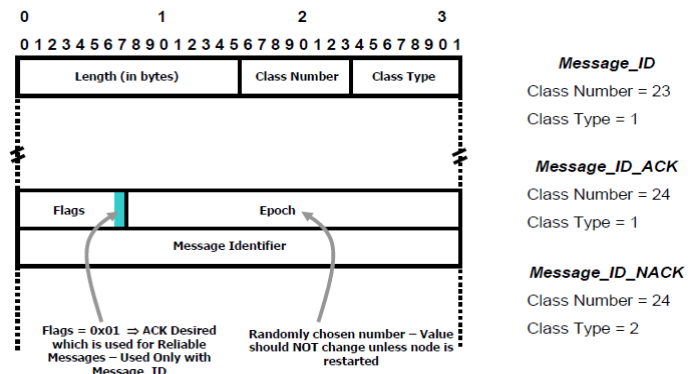 0 1 2 3
0 1 2 3 4 5 6 7 8 9 0 1 2 3 4 5 6 7 8 9 0 1 2 3 4 5 6 7 8 9 0 1
Length (in bytes) Class Number Class Type
Flags Epoch
Message Identifier
Flags = 0x01 ⇒ ACK Desired
which is used for Reliable
Messages – Used Only with
Message ID
Randomly chosen number – Value
should NOT change unless node is
restarted
Message_ID
Class Number = 23
Class Type = 1
Message_ID_ACK
Class Number = 24
Class Type = 1
Message_ID_NACK
Class Number = 24
Class Type = 2